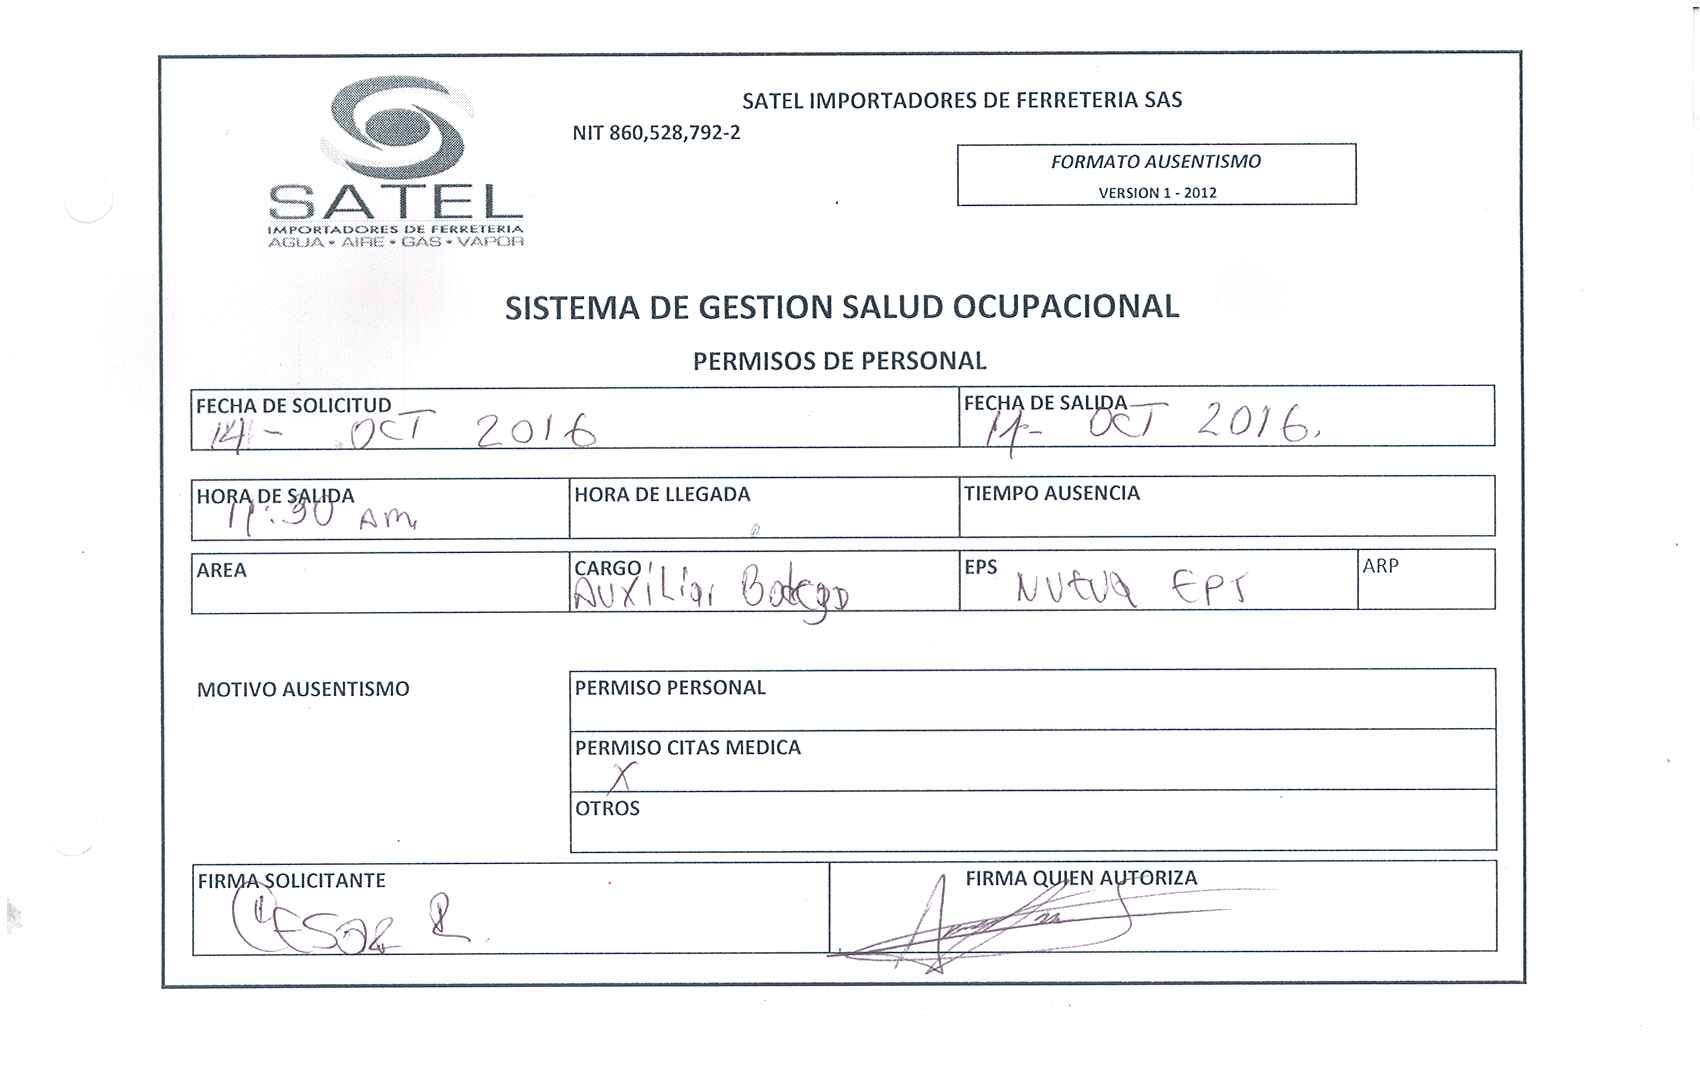 SATEL
IMPORTADORES DE FERRETERIA
AGUA • AIRE • GAS • VAPOR
SATEL IMPORTADORES DE FERRETERIA SAS
NIT 860,528,792-2
FORMATO AUSENTISMO
VERSION 1 - 2012
SISTEMA DE GESTION SALUD OCUPACIONAL
PERMISOS DE PERSONAL
FECHA DE SOLICITUD
14 - OCT 2016
FECHA DE SALIDA
14 - OCT 2016.
HORA DE SALIDA
11:30 Am.
HORA DE LLEGADA
TIEMPO AUSENCIA
AREA
CARGO
AUXILIAR Bodega
EPS
NUEVA EPS
ARP
MOTIVO AUSENTISMO
PERMISO PERSONAL
PERMISO CITAS MEDICA
X
OTROS
FIRMA SOLICITANTE
CESAR R.
FIRMA QUIEN AUTORIZA